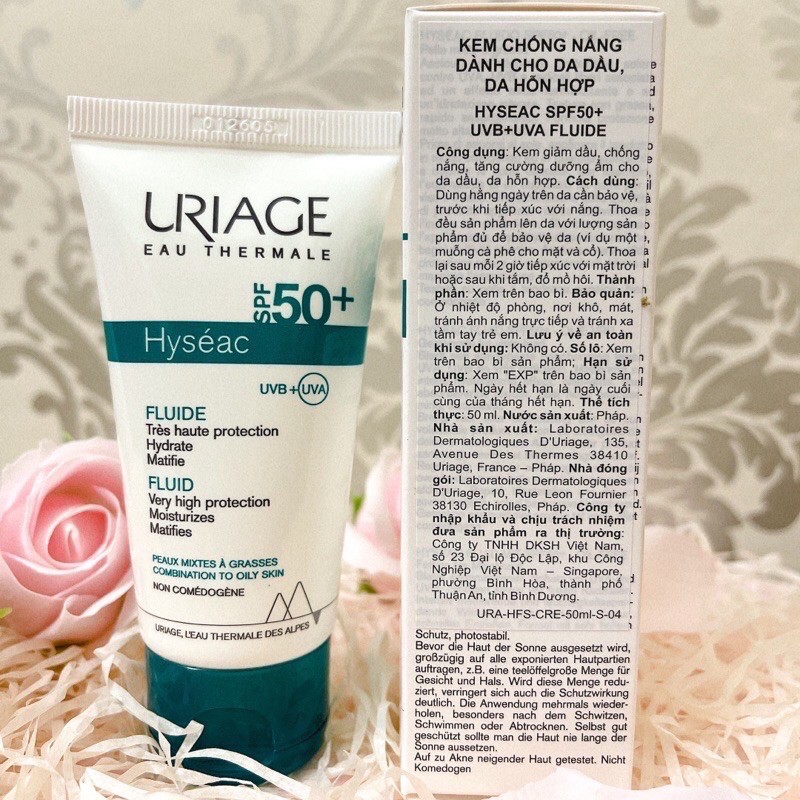 012605
URIAGE
EAU THERMALE
SPF50+
Hyséac
UVB+UVA
FLUIDE
Très haute protection
Hydrate
Matifie
FLUID
Very high protection
Moisturizes
Matifies
PEAUX MIXTES À GRASSES
COMBINATION TO OILY SKIN
NON COMÉDOGÈNE
URIAGE, L'EAU THERMALE DES ALPES
KEM CHỐNG NẮNG
DÀNH CHO DA DẦU,
DA HỖN HỢP
HYSEAC SPF50+
UVB+UVA FLUIDE
Công dụng: Kem giảm dầu, chống
nắng, tăng cường dưỡng ẩm cho
da dầu, da hỗn hợp. Cách dùng:
Dùng hằng ngày trên da cần bảo vệ,
trước khi tiếp xúc với nắng. Thoa
đều sản phẩm lên da với lượng sản
phẩm đủ để bảo vệ da (ví dụ một
muỗng cà phê cho mặt và cổ). Thoa
lại sau mỗi 2 giờ tiếp xúc với mặt trời
hoặc sau khi tắm, đổ mồ hôi. Thành
phần: Xem trên bao bì. Bảo quản:
Ở nhiệt độ phòng, nơi khô, mát,
tránh ánh nắng trực tiếp và tránh xa
tầm tay trẻ em. Lưu ý về an toàn
khi sử dụng: Không có. Số lô: Xem
trên bao bì sản phẩm; Hạn sử
dụng: Xem "EXP" trên bao bì sản
phẩm. Ngày hết hạn là ngày cuối
cùng của tháng hết hạn. Thể tích
thực: 50 ml. Nước sản xuất: Pháp.
Nhà sản xuất: Laboratoires
Dermatologiques D'Uriage, 135,
Avenue Des Thermes 38410
Uriage, France – Pháp. Nhà đóng
gói: Laboratoires Dermatologiques
D'Uriage, 10, Rue Leon Fournier
38130 Echirolles, Pháp. Công ty
nhập khẩu và chịu trách nhiệm
đưa sản phẩm ra thị trường:
Công ty TNHH DKSH Việt Nam,
số 23 Đại lộ Độc Lập, khu Công
Nghiệp Việt Nam – Singapore,
phường Bình Hòa, thành phố
Thuận An, tỉnh Bình Dương.
URA-HFS-CRE-50ml-S-04
Schutz, photostabil.
Bevor die Haut der Sonne ausgesetzt wird,
großzügig auf alle exponierten Hautpartien
auftragen, z.B. eine teelöffelgroße Menge für
Gesicht und Hals. Wird diese Menge redu-
ziert, verringert sich auch die Schutzwirkung
deutlich. Die Anwendung mehrmals wieder-
holen, besonders nach dem Schwitzen,
Schwimmen oder Abtrocknen. Selbst gut
geschützt sollte man die Haut nie lange der
Sonne aussetzen.
Auf zu Akne neigender Haut getestet. Nicht
Komedogen